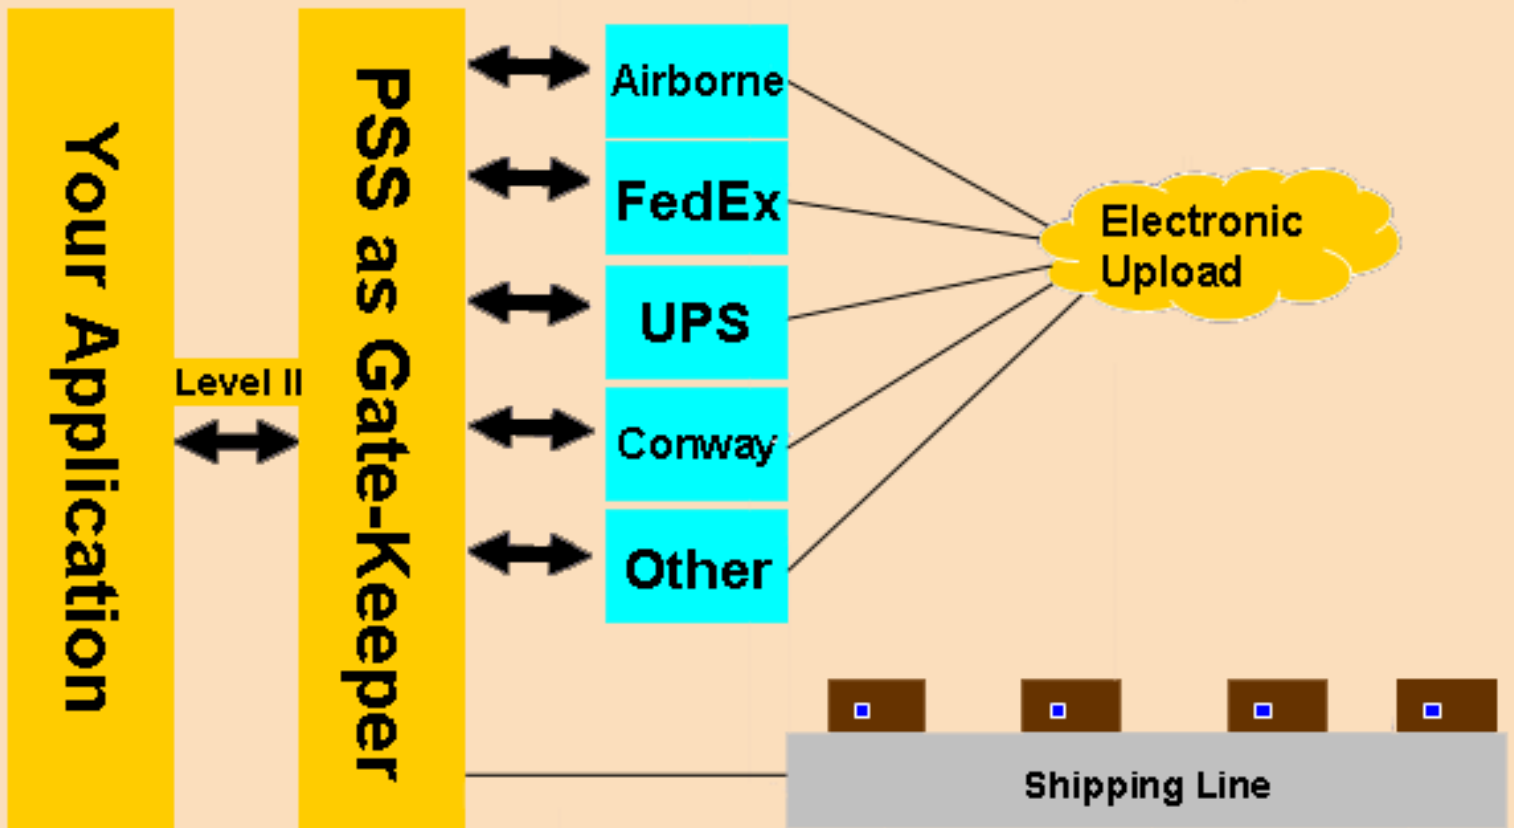 Your Application
Level II
PSS as Gate-Keeper
Airborne
FedEx
UPS
Conway
Other
Electronic
Upload
Shipping Line